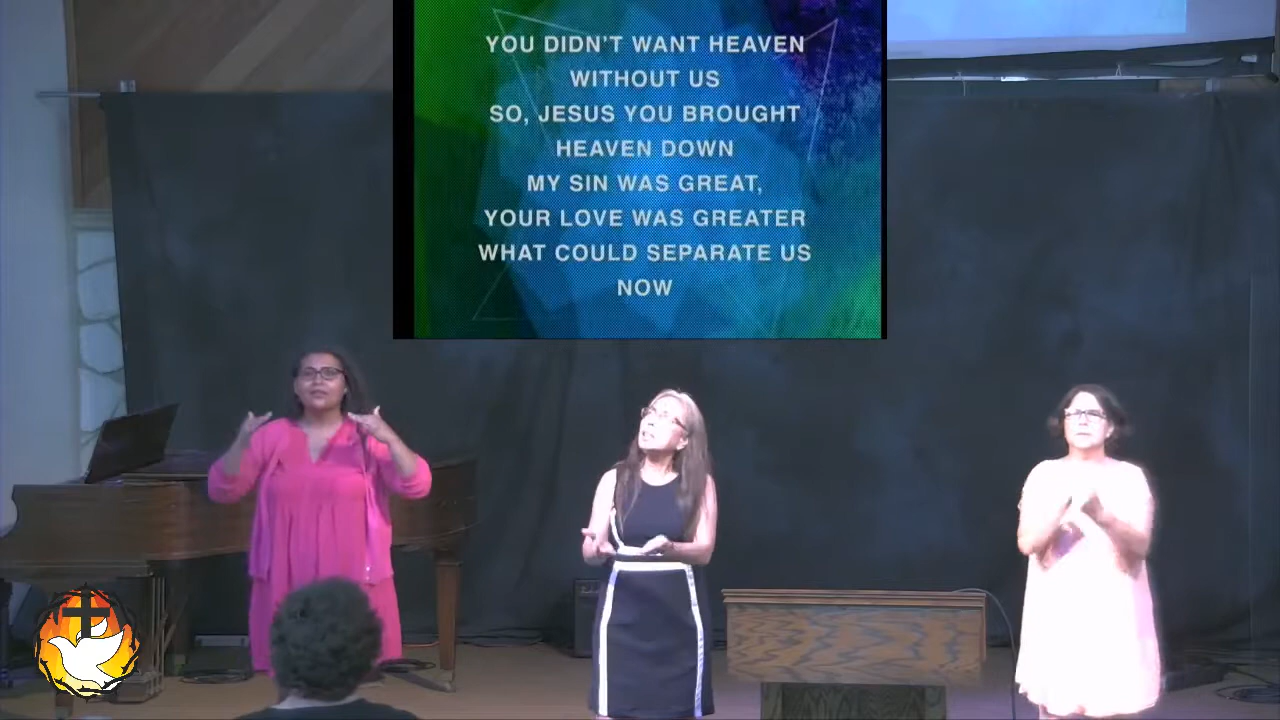 YOU DIDN'T WANT HEAVEN
WITHOUT US
SO, JESUS YOU BROUGHT
HEAVEN DOWN
MY SIN WAS GREAT,
YOUR LOVE WAS GREATER
WHAT COULD SEPARATE US
NOW